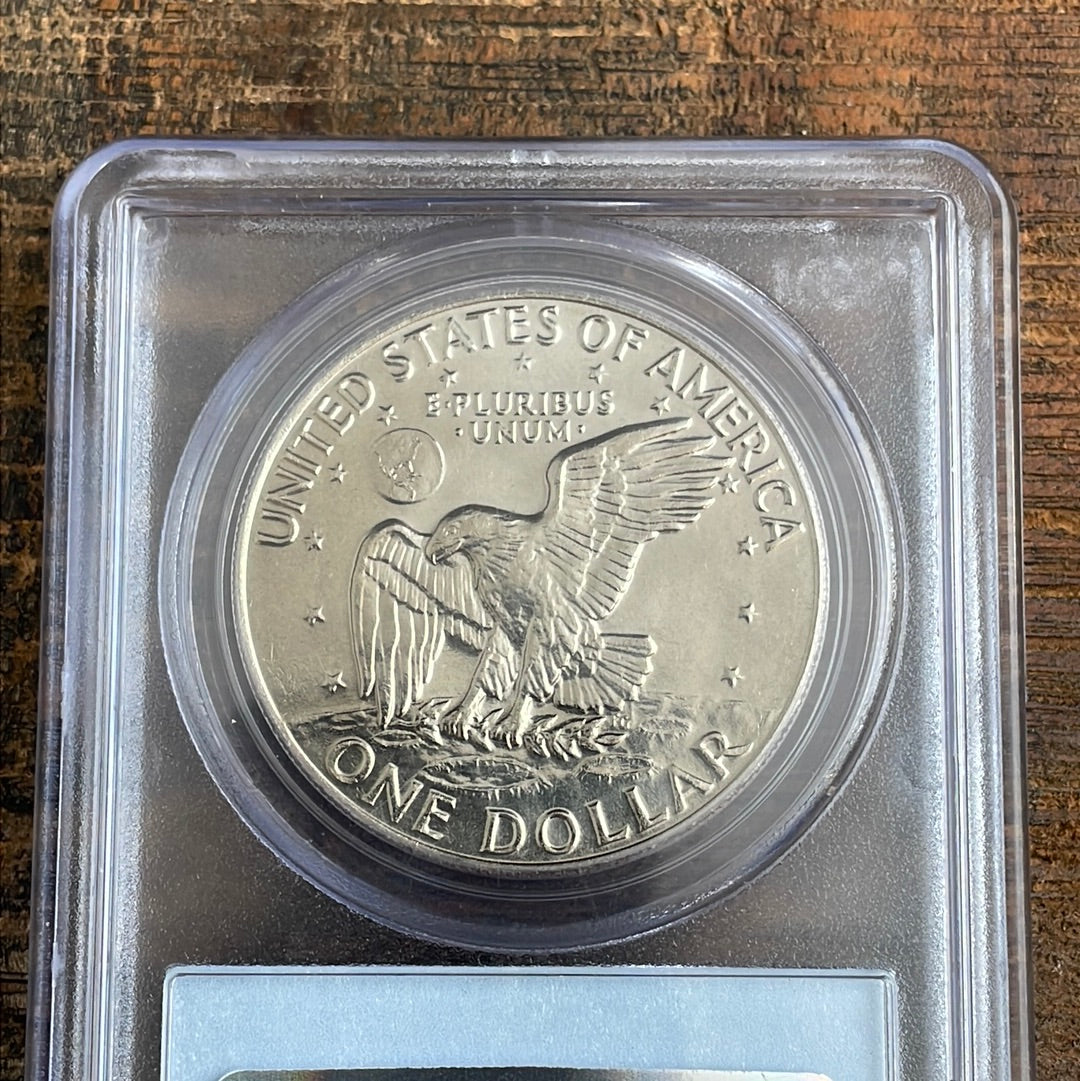 UNITED STATES OF AMERICA
E·PLURIBUS
·UNUM·
ONE DOLLAR